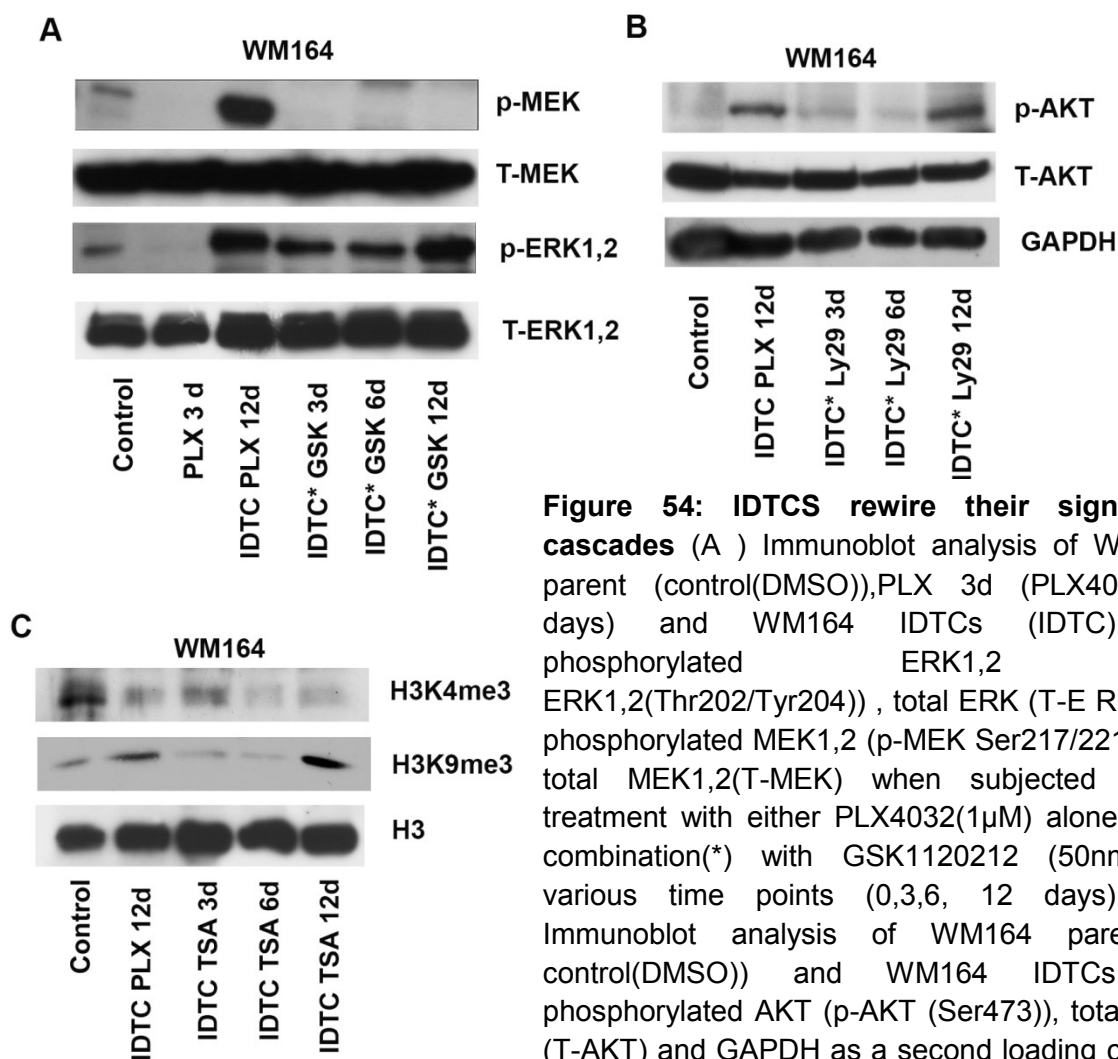 A
WM164
p-MEK
T-MEK
p-ERK1,2
T-ERK1,2
Control
PLX 3 d
IDTC PLX 12d
IDTC* GSK 3d
IDTC* GSK 6d
IDTC* GSK 12d
B
WM164
p-AKT
T-AKT
GAPDH
Control
IDTC PLX 12d
IDTC* Ly29 3d
IDTC* Ly29 6d
IDTC* Ly29 12d
C
WM164
H3K4me3
H3K9me3
H3
Control
IDTC PLX 12d
IDTC TSA 3d
IDTC TSA 6d
IDTC TSA 12d
Figure 54: IDTCS rewire their sign
cascades (A ) Immunoblot analysis of W
parent (control(DMSO)),PLX 3d (PLX40
days) and WM164 IDTCs (IDTC)
phosphorylated ERK1,2
ERK1,2(Thr202/Tyr204)) , total ERK (T-E R
phosphorylated MEK1,2 (p-MEK Ser217/221
total MEK1,2(T-MEK) when subjected
treatment with either PLX4032(1µM) alone
combination(*) with GSK1120212 (50nm
various time points (0,3,6, 12 days)
Immunoblot analysis of WM164 pare
control(DMSO)) and WM164 IDTCs
phosphorylated AKT (p-AKT (Ser473)), tota
(T-AKT) and GAPDH as a second loading c